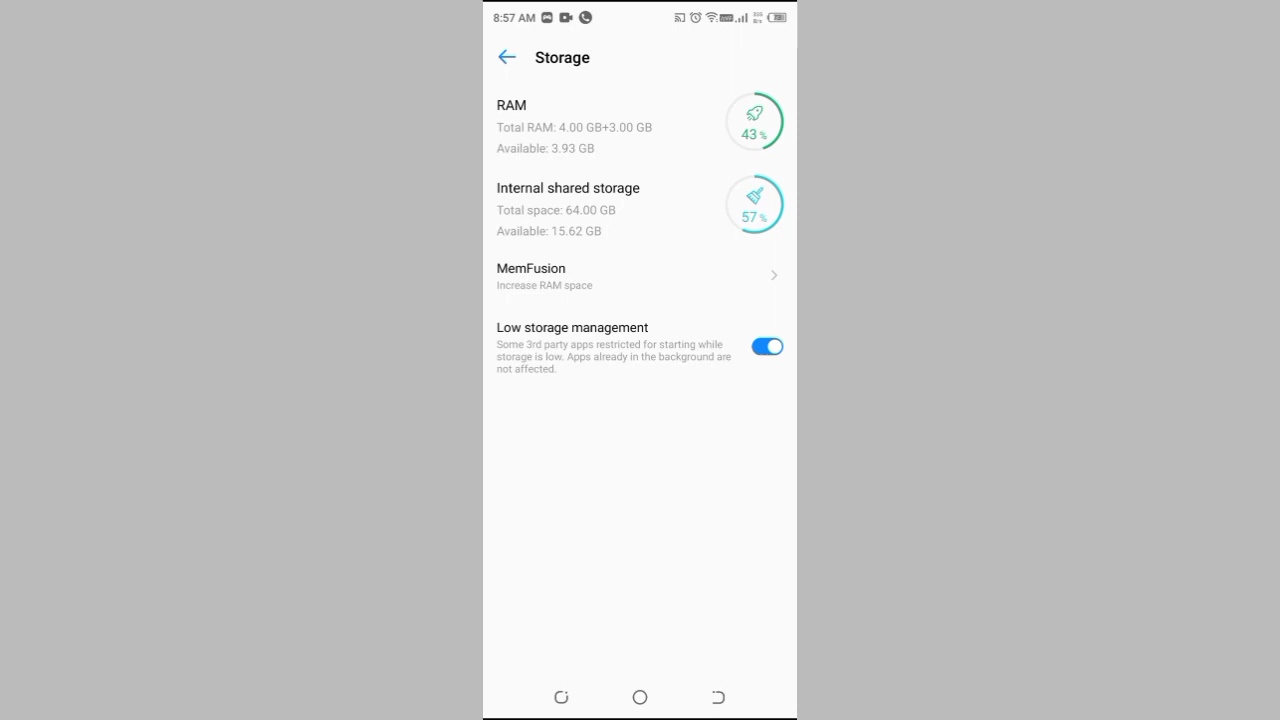 8:57 AM
Storage
RAM
Total RAM: 4.00 GB+3.00 GB
Available: 3.93 GB
43 %
Internal shared storage
Total space: 64.00 GB
Available: 15.62 GB
57 %
MemFusion
Increase RAM space
Low storage management
Some 3rd party apps restricted for starting while
storage is low. Apps already in the background are
not affected.